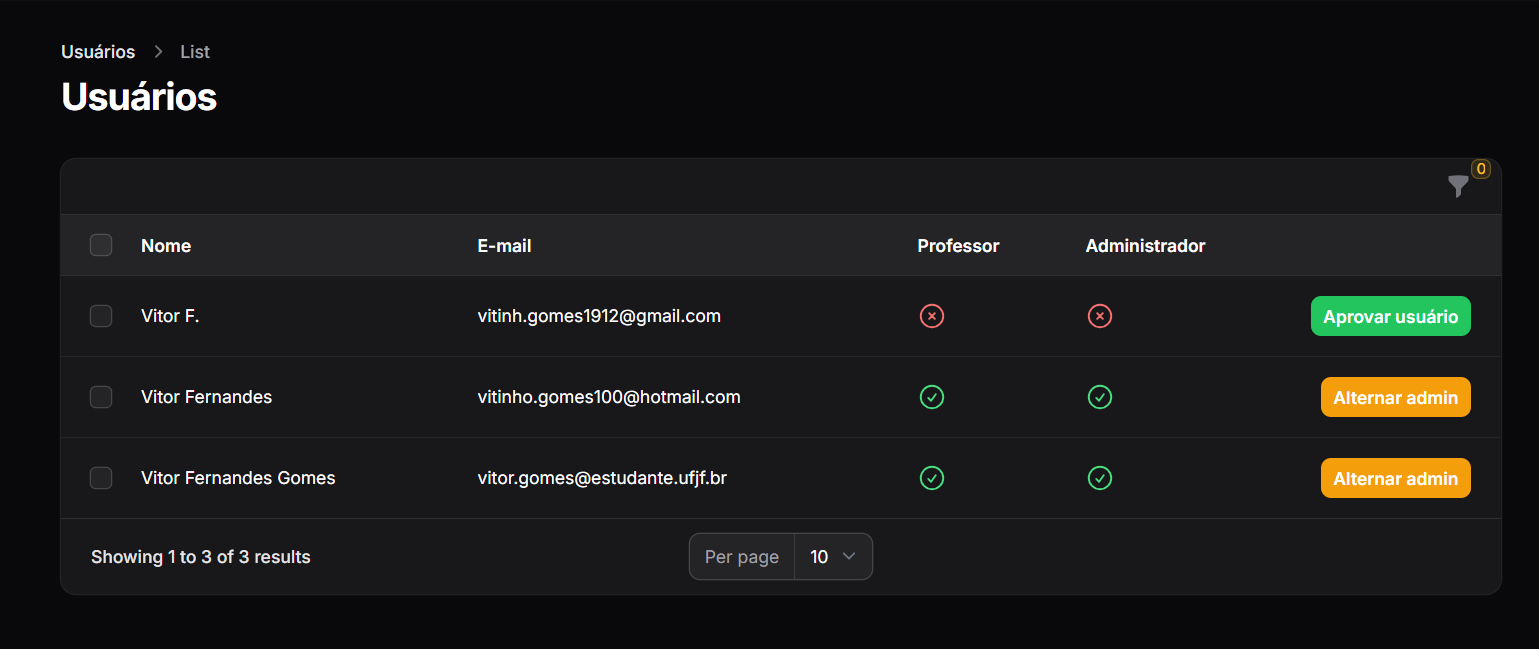 Usuários > List
Usuários
0
Nome E-mail Professor Administrador
Vitor F. vitinh.gomes1912@gmail.com Aprovar usuário
Vitor Fernandes vitinho.gomes100@hotmail.com Alternar admin
Vitor Fernandes Gomes vitor.gomes@estudante.ufjf.br Alternar admin
Showing 1 to 3 of 3 results Per page 10